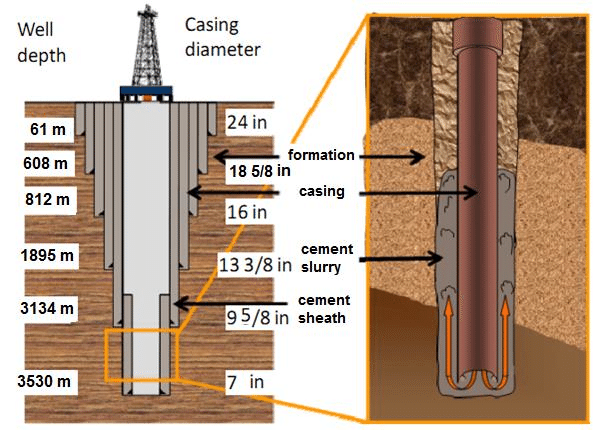 Well
depth
Casing
diameter
61 m
24 in
608 m
formation
18 5/8 in
812 m
casing
16 in
1895 m
13 3/8 in
cement
slurry
3134 m
9 5/8 in
cement
sheath
3530 m
7 in